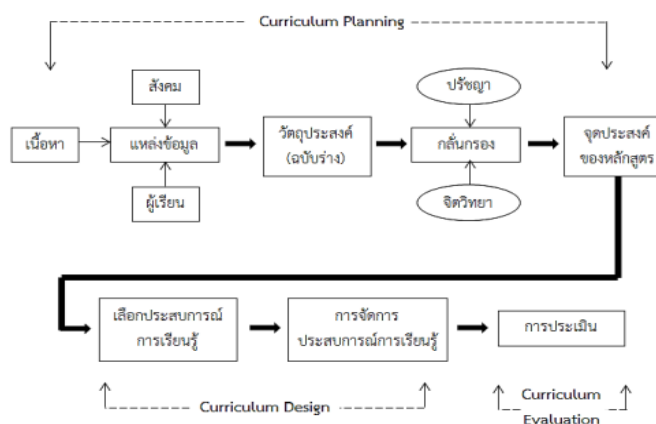 Curriculum Planning
สังคม
ปรัชญา
เนื้อหา
แหล่งข้อมูล
วัตถุประสงค์
(ฉบับร่าง)
กลั่นกรอง
จุดประสงค์
ของหลักสูตร
ผู้เรียน
จิตวิทยา
เลือกประสบการณ์
การเรียนรู้
การจัดการ
ประสบการณ์การเรียนรู้
การประเมิน
Curriculum Design
Curriculum
Evaluation